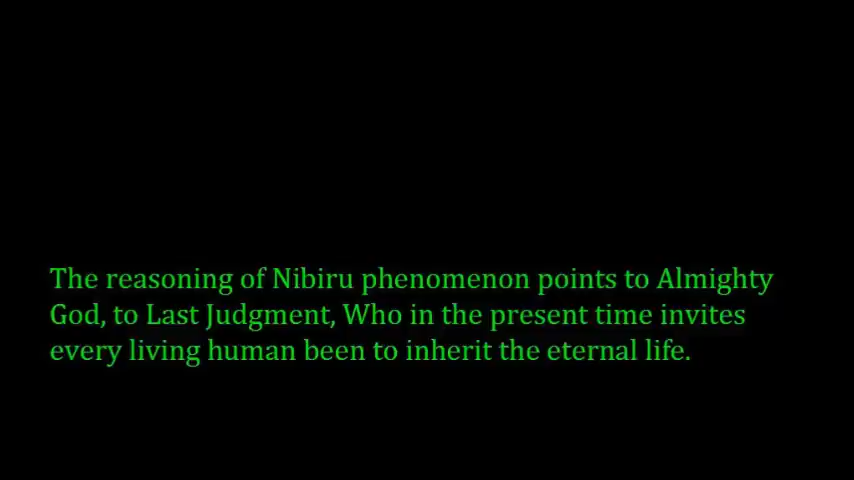 The reasoning of Nibiru phenomenon points to Almighty
God, to Last Judgment, Who in the present time invites
every living human been to inherit the eternal life.